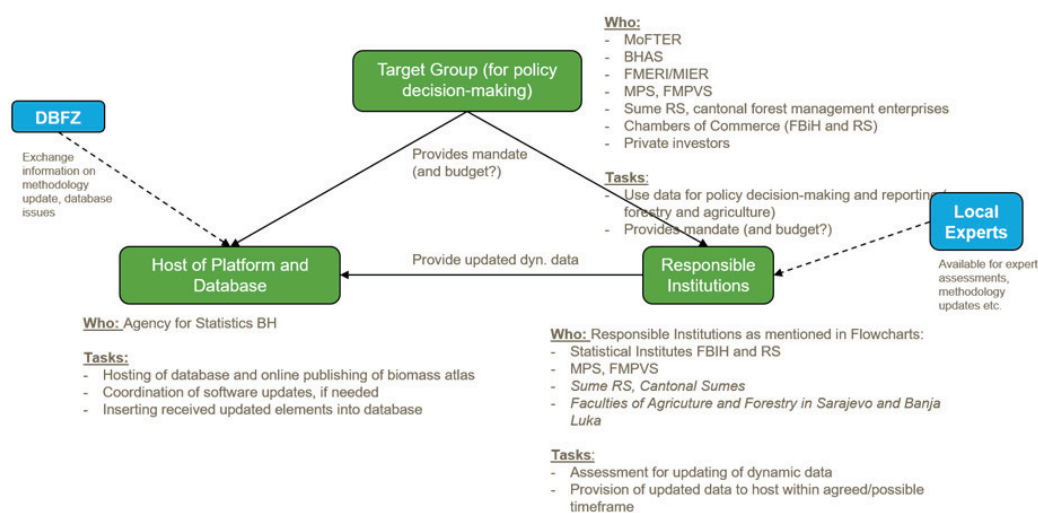 Who:
- MoFTER
- BHAS
- FMERI/MIER
- MPS, FMPVS
- Sume RS, cantonal forest management enterprises
- Chambers of Commerce (FBiH and RS)
- Private investors
Target Group (for policy
decision-making)
DBFZ
Exchange
information on
methodology
update, database
issues
Provides mandate
(and budget?)
Tasks:
- Use data for policy decision-making and reporting (
forestry and agriculture)
- Provides mandate (and budget?)
Local
Experts
Available for expert
assessments,
methodology
updates etc.
Host of Platform and
Database
Provide updated dyn. data
Responsible
Institutions
Who: Agency for Statistics BH
Tasks:
- Hosting of database and online publishing of biomass atlas
- Coordination of software updates, if needed
- Inserting received updated elements into database
Who: Responsible Institutions as mentioned in Flowcharts:
- Statistical Institutes FBIH and RS
- MPS, FMPVS
- Sume RS, Cantonal Sumes
- Faculties of Agricuture and Forestry in Sarajevo and Banja
Luka
Tasks:
- Assessment for updating of dynamic data
- Provision of updated data to host within agreed/possible
timeframe